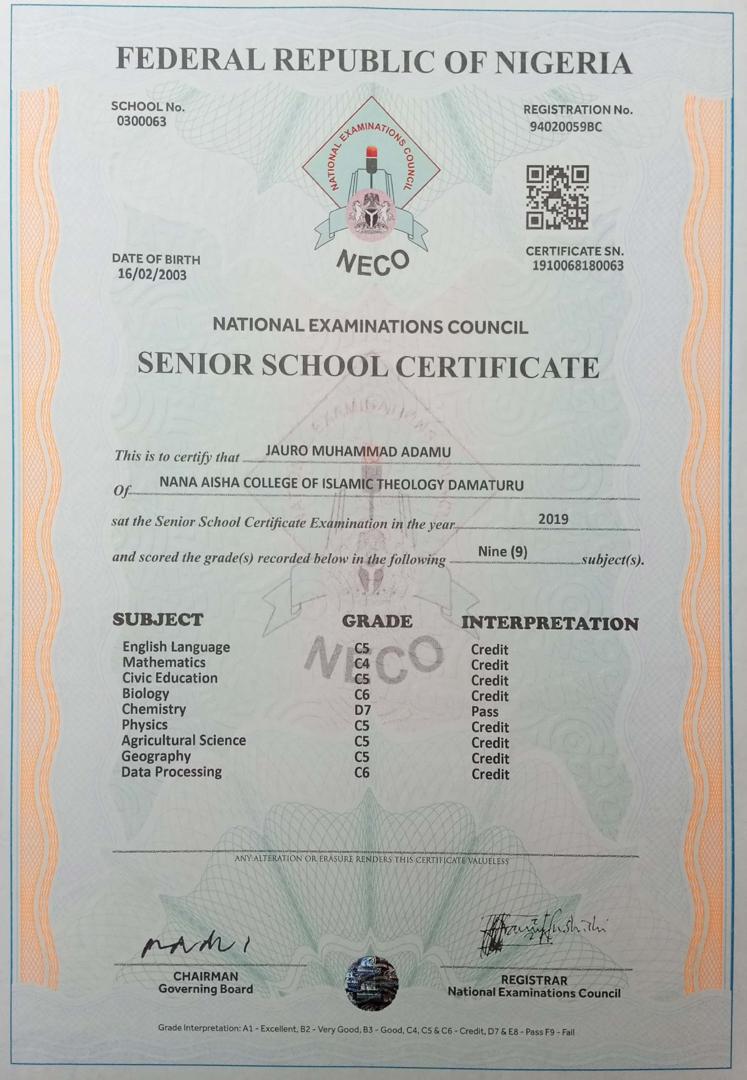 FEDERAL REPUBLIC OF NIGERIA
SCHOOL No.
0300063
REGISTRATION No.
94020059BC
NATIONAL EXAMINATIONS COUNCIL
NECO
DATE OF BIRTH
16/02/2003
CERTIFICATE SN.
1910068180063
NATIONAL EXAMINATIONS COUNCIL
SENIOR SCHOOL CERTIFICATE
This is to certify that JAURO MUHAMMAD ADAMU
Of NANA AISHA COLLEGE OF ISLAMIC THEOLOGY DAMATURU
sat the Senior School Certificate Examination in the year 2019
and scored the grade(s) recorded below in the following Nine (9) subject(s).
SUBJECT GRADE INTERPRETATION
English Language C5 Credit
Mathematics C4 Credit
Civic Education C5 Credit
Biology C6 Credit
Chemistry D7 Pass
Physics C5 Credit
Agricultural Science C5 Credit
Geography C5 Credit
Data Processing C6 Credit
NECO
ANY ALTERATION OR ERASURE RENDERS THIS CERTIFICATE VALUELESS
CHAIRMAN
Governing Board
REGISTRAR
National Examinations Council
Grade Interpretation: A1 - Excellent, B2 - Very Good, B3 - Good, C4, C5 & C6 - Credit, D7 & E8 - Pass F9 - Fail